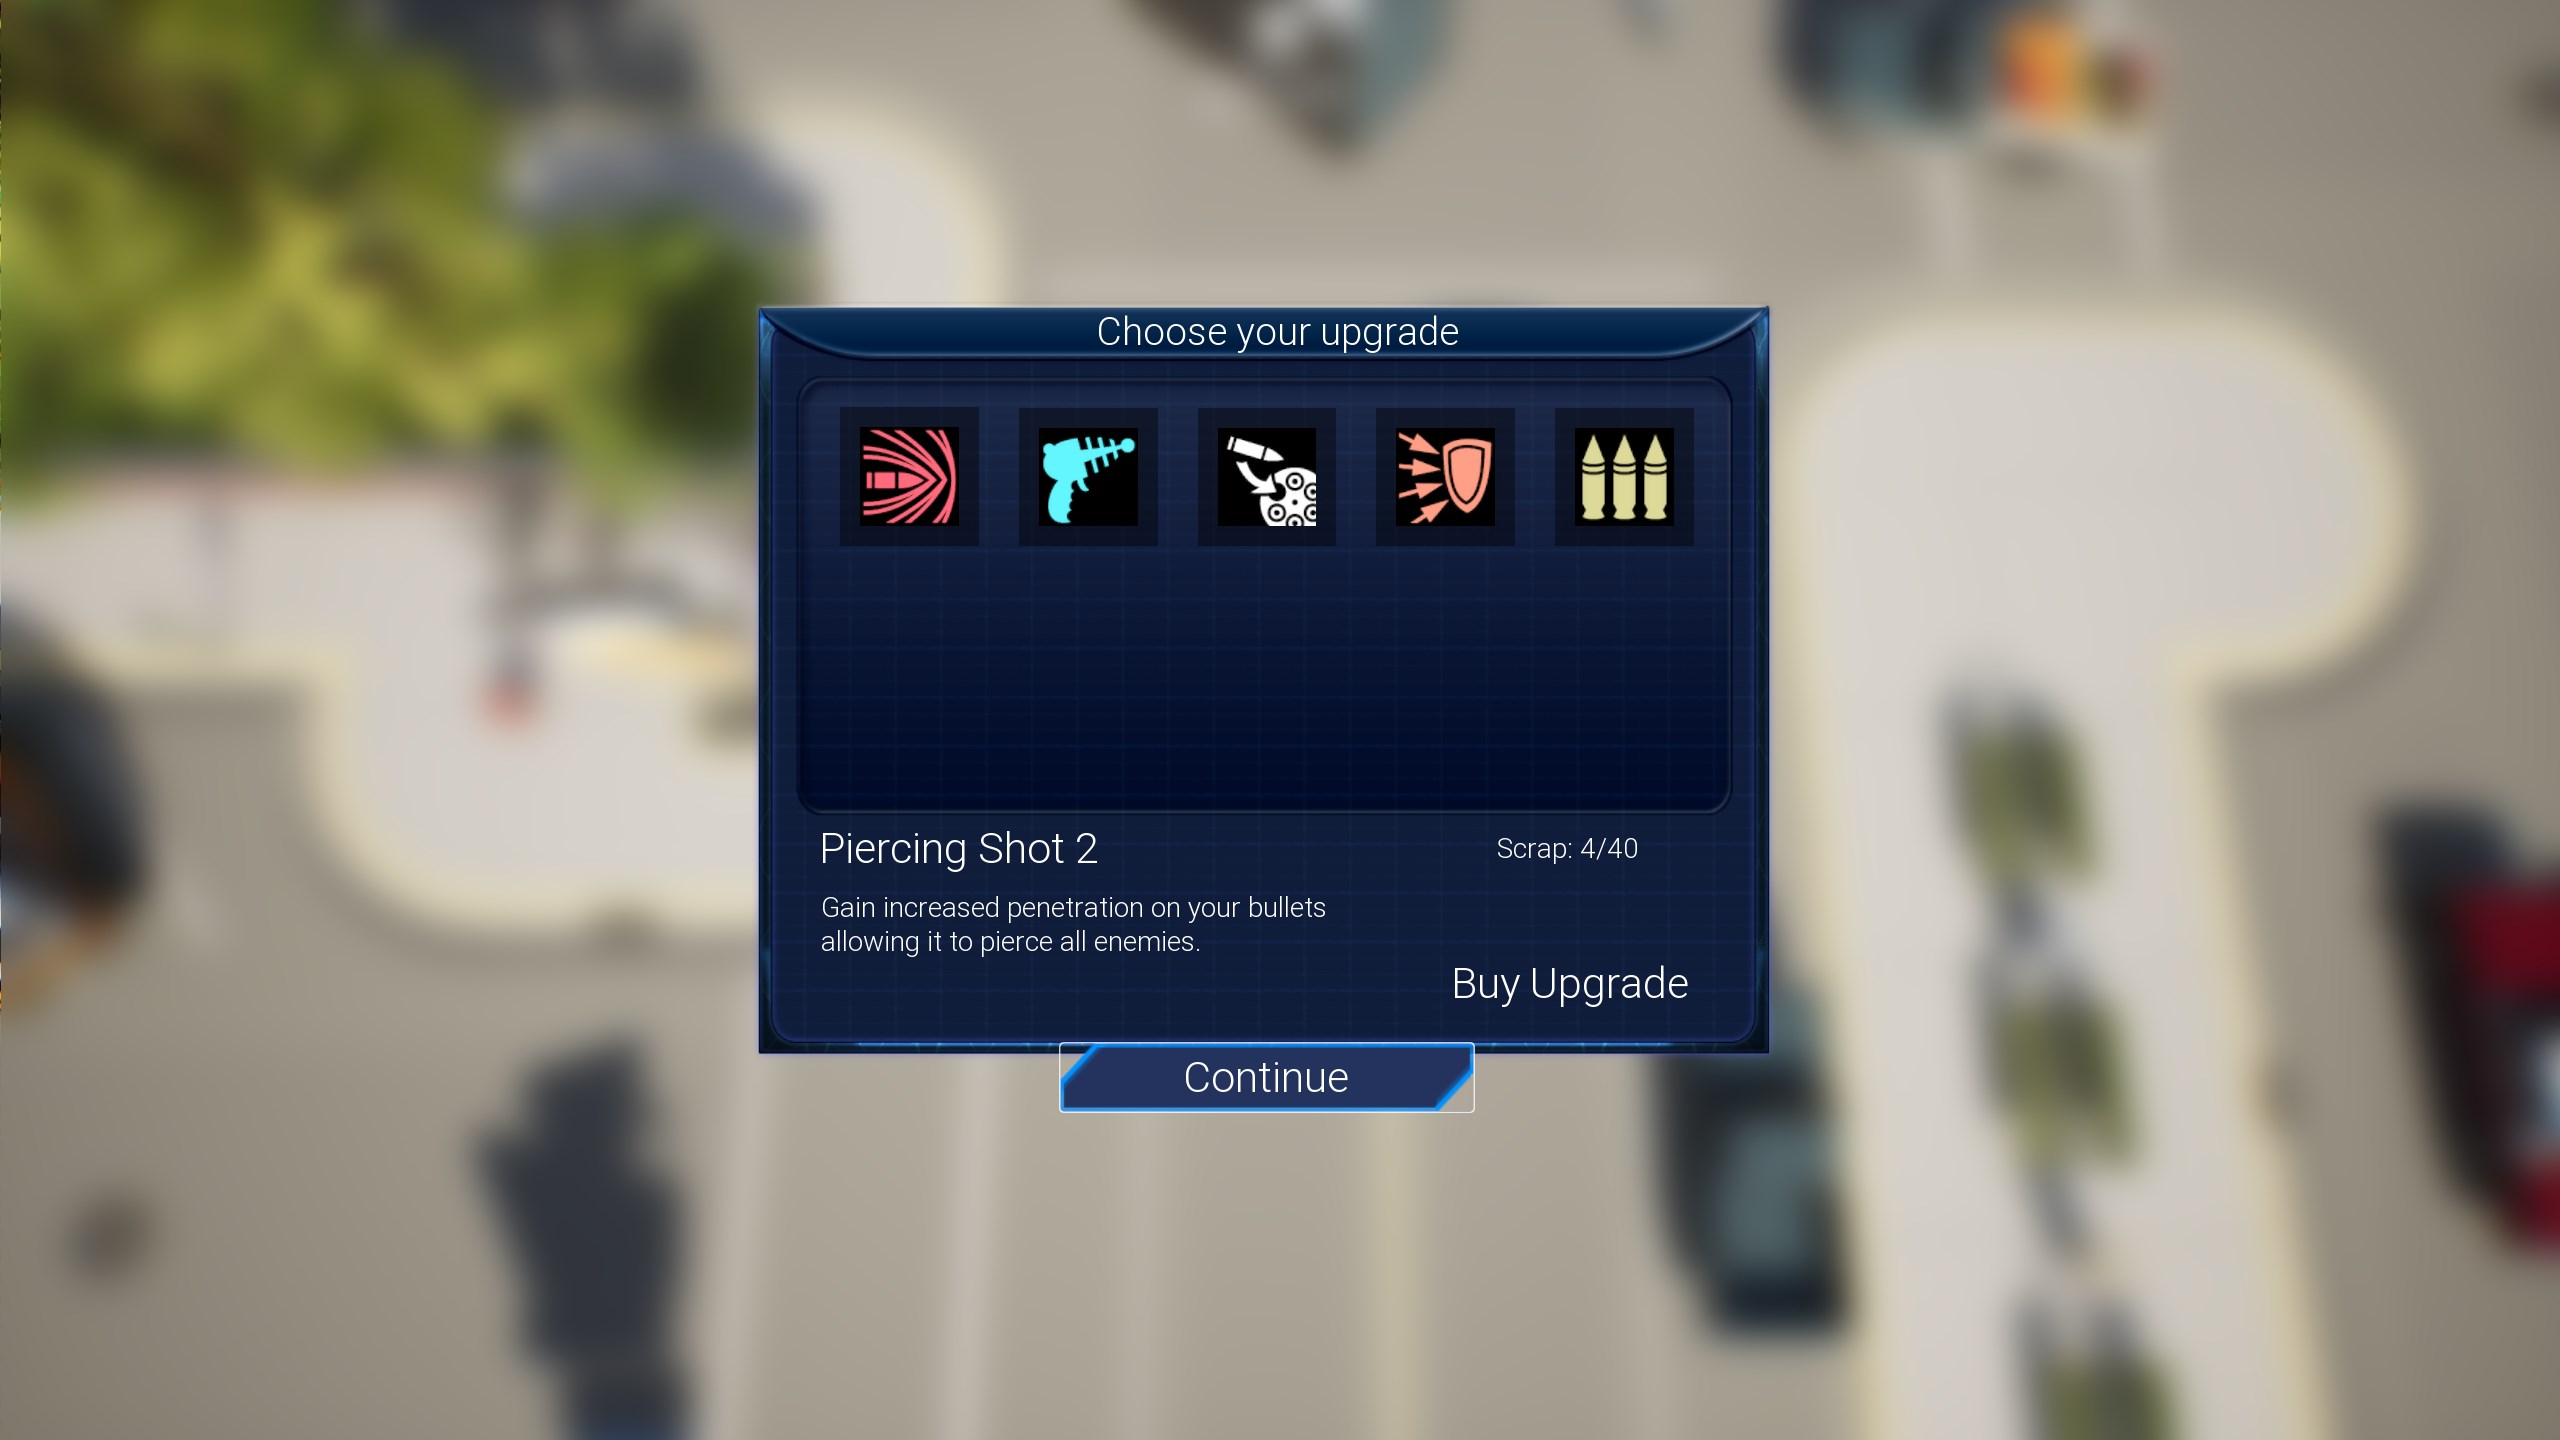 Choose your upgrade
Piercing Shot 2
Scrap: 4/40
Gain increased penetration on your bullets
allowing it to pierce all enemies.
Buy Upgrade
Continue